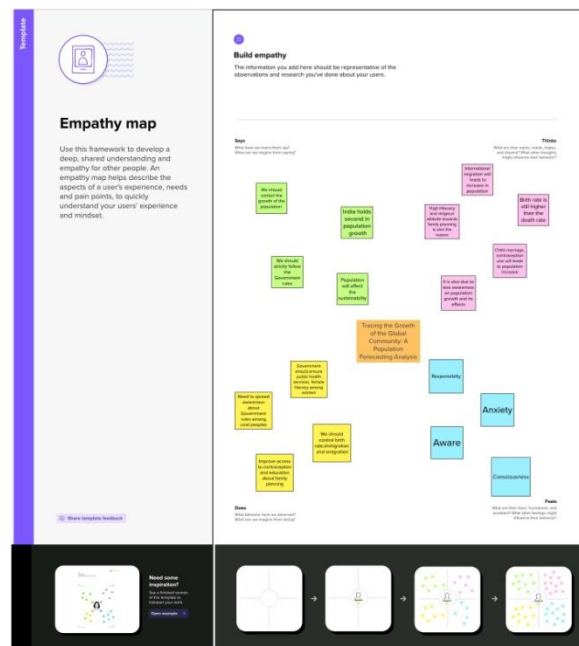 Template
Empathy map
Use this framework to develop a
deep, shared understanding and
empathy for other people. An
empathy map helps describe the
aspects of a user's experience, needs
and pain points, to quickly
understand your users' experience
and mindset.
Share template feedback
Build empathy
The information you add here should be representative of the
observations and research you've done about your users.
Says
What have we heard them say?
What can we imagine them saying?
Thinks
What are their wants, needs, hopes,
and dreams? What other thoughts
might influence their behavior?
We should
control the
growth of the
population
India holds
second in
population
growth
We should
strictly follow
the
Government
rules
Population
will affect
the
sustainability
International
migration will
leads to
increase in
population
Birth rate is
still higher
than the
death rate
High illiteracy
and religious
attitude towards
family planning
is also the
reason
Child marriage,
contraception
use will leads
to population
increase
It is also due to
less awareness
on population
growth and its
effects
Tracing the Growth
of the Global
Community: A
Population
Forecasting Analysis
Government
should ensure
public health
services, female
literacy among
women
Need to spread
awareness
about
Government
rules among
rural peoples
We should
control birth
rate,immigration
and emigration
Improve access
to contraception
and education
about family
planning
Responsibility
Anxiety
Aware
Consciousness
Does
What behavior have we observed?
What can we imagine them doing?
Feels
What are their fears, frustrations, and
anxieties? What other feelings might
influence their behavior?
Need some
inspiration?
See a finished version
of this template to
kickstart your work.
Open example